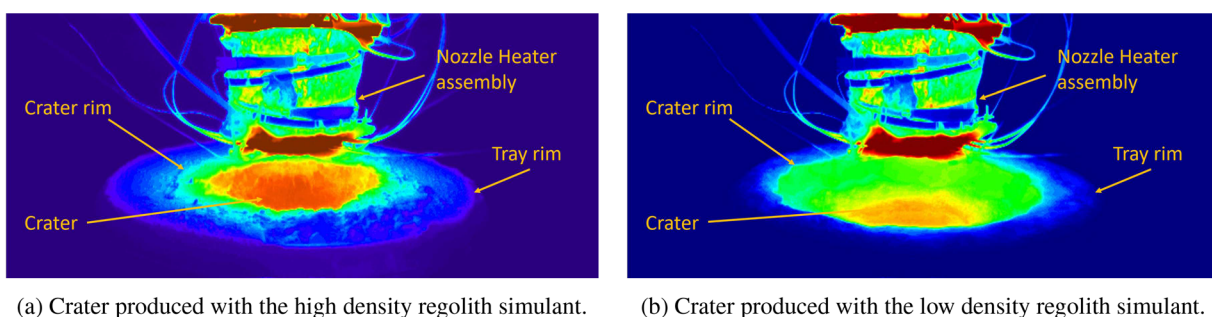 Nozzle Heater
assembly
Crater rim
Tray rim
Crater
(a) Crater produced with the high density regolith simulant.
Nozzle Heater
assembly
Crater rim
Tray rim
Crater
(b) Crater produced with the low density regolith simulant.